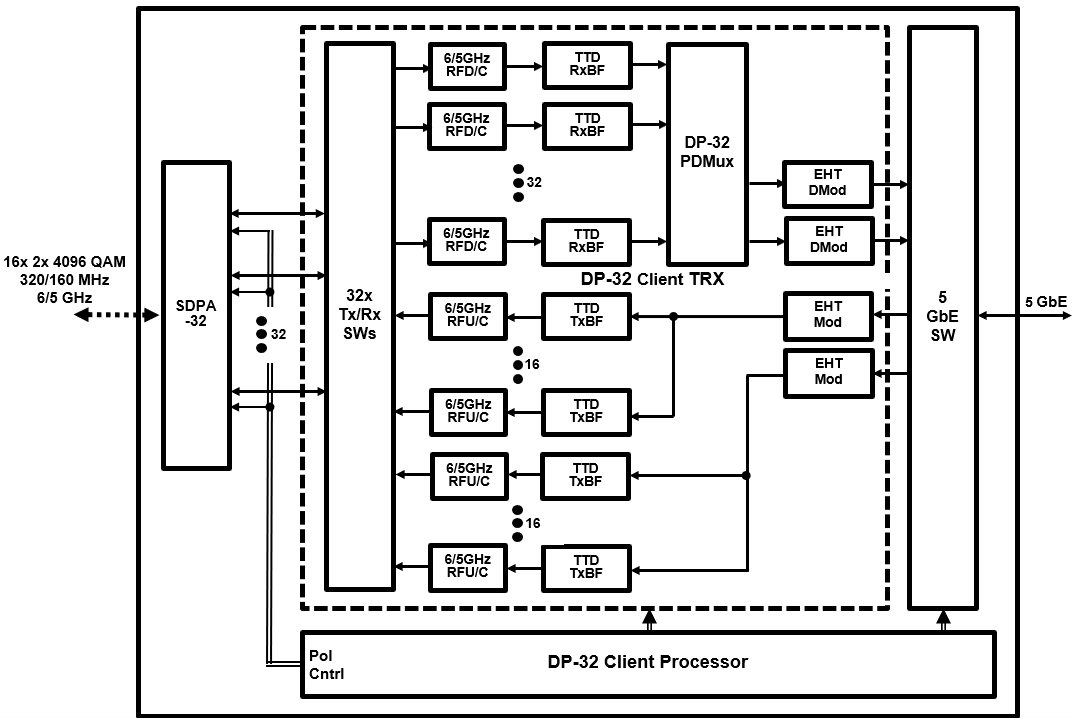 6/5GHz
RFD/C
TTD
RxBF
6/5GHz
RFD/C
TTD
RxBF
DP-32
PDMux
32
EHT
DMod
6/5GHz
RFD/C
TTD
RxBF
EHT
DMod
DP-32 Client TRX
16x 2x 4096 QAM
320/160 MHz
6/5 GHz
SDPA
-32
32
32x
Tx/Rx
SWs
6/5GHz
RFU/C
TTD
TxBF
EHT
Mod
5
GbE
SW
5 GbE
16
EHT
Mod
6/5GHz
RFU/C
TTD
TxBF
6/5GHz
RFU/C
TTD
TxBF
16
6/5GHz
RFU/C
TTD
TxBF
Pol
Cntrl
DP-32 Client Processor